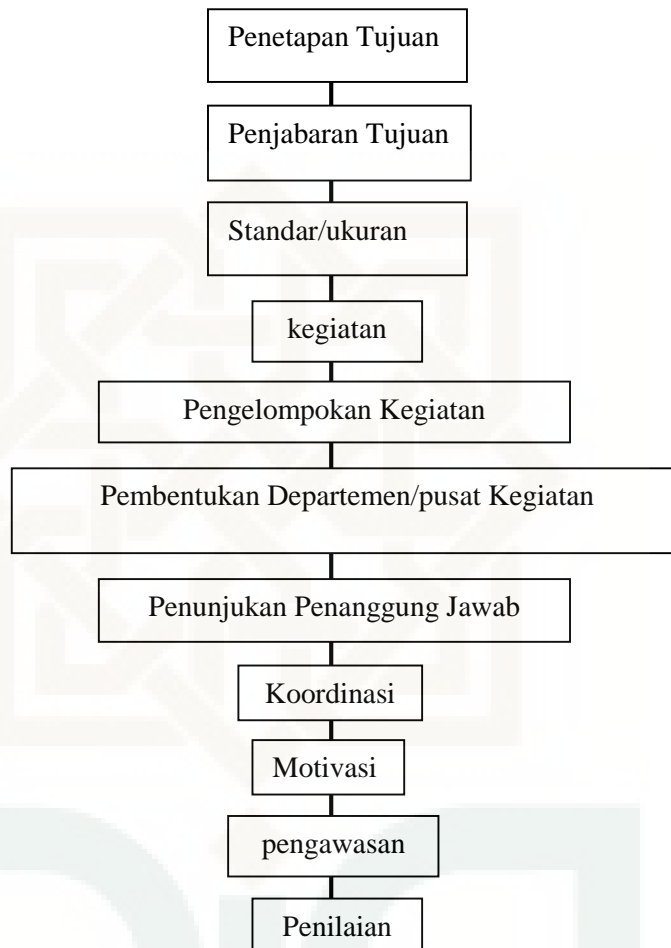 Penetapan Tujuan
Penjabaran Tujuan
Standar/ukuran
kegiatan
Pengelompokan Kegiatan
Pembentukan Departemen/pusat Kegiatan
Penunjukan Penanggung Jawab
Koordinasi
Motivasi
pengawasan
Penilaian